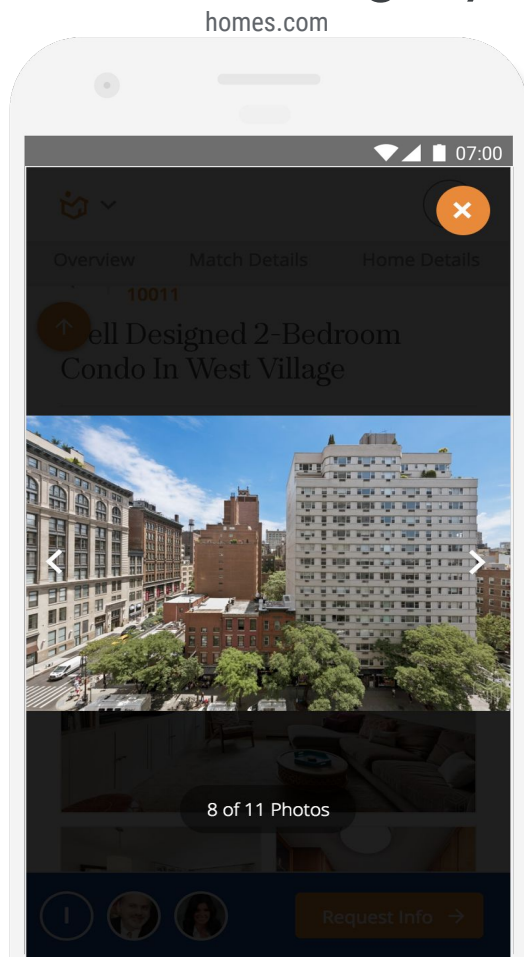 homes.com
07:00
Overview Match Details Home Details
10011
ell Designed 2-Bedroom
Condo In West Village
8 of 11 Photos
I
Request Info